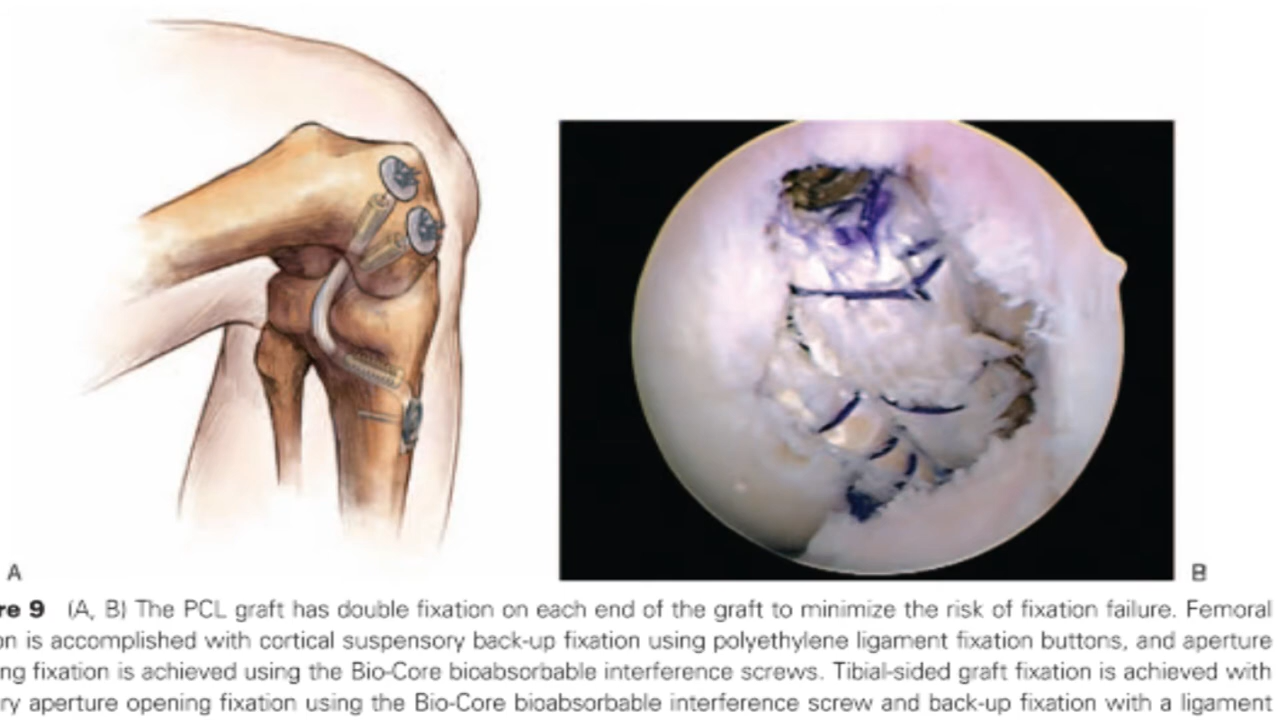 A
B
re 9 (A, B) The PCL graft has double fixation on each end of the graft to minimize the risk of fixation failure. Femoral
on is accomplished with cortical suspensory back-up fixation using polyethylene ligament fixation buttons, and aperture
ng fixation is achieved using the Bio-Core bioabsorbable interference screws. Tibial-sided graft fixation is achieved with
ry aperture opening fixation using the Bio-Core bioabsorbable interference screw and back-up fixation with a ligament